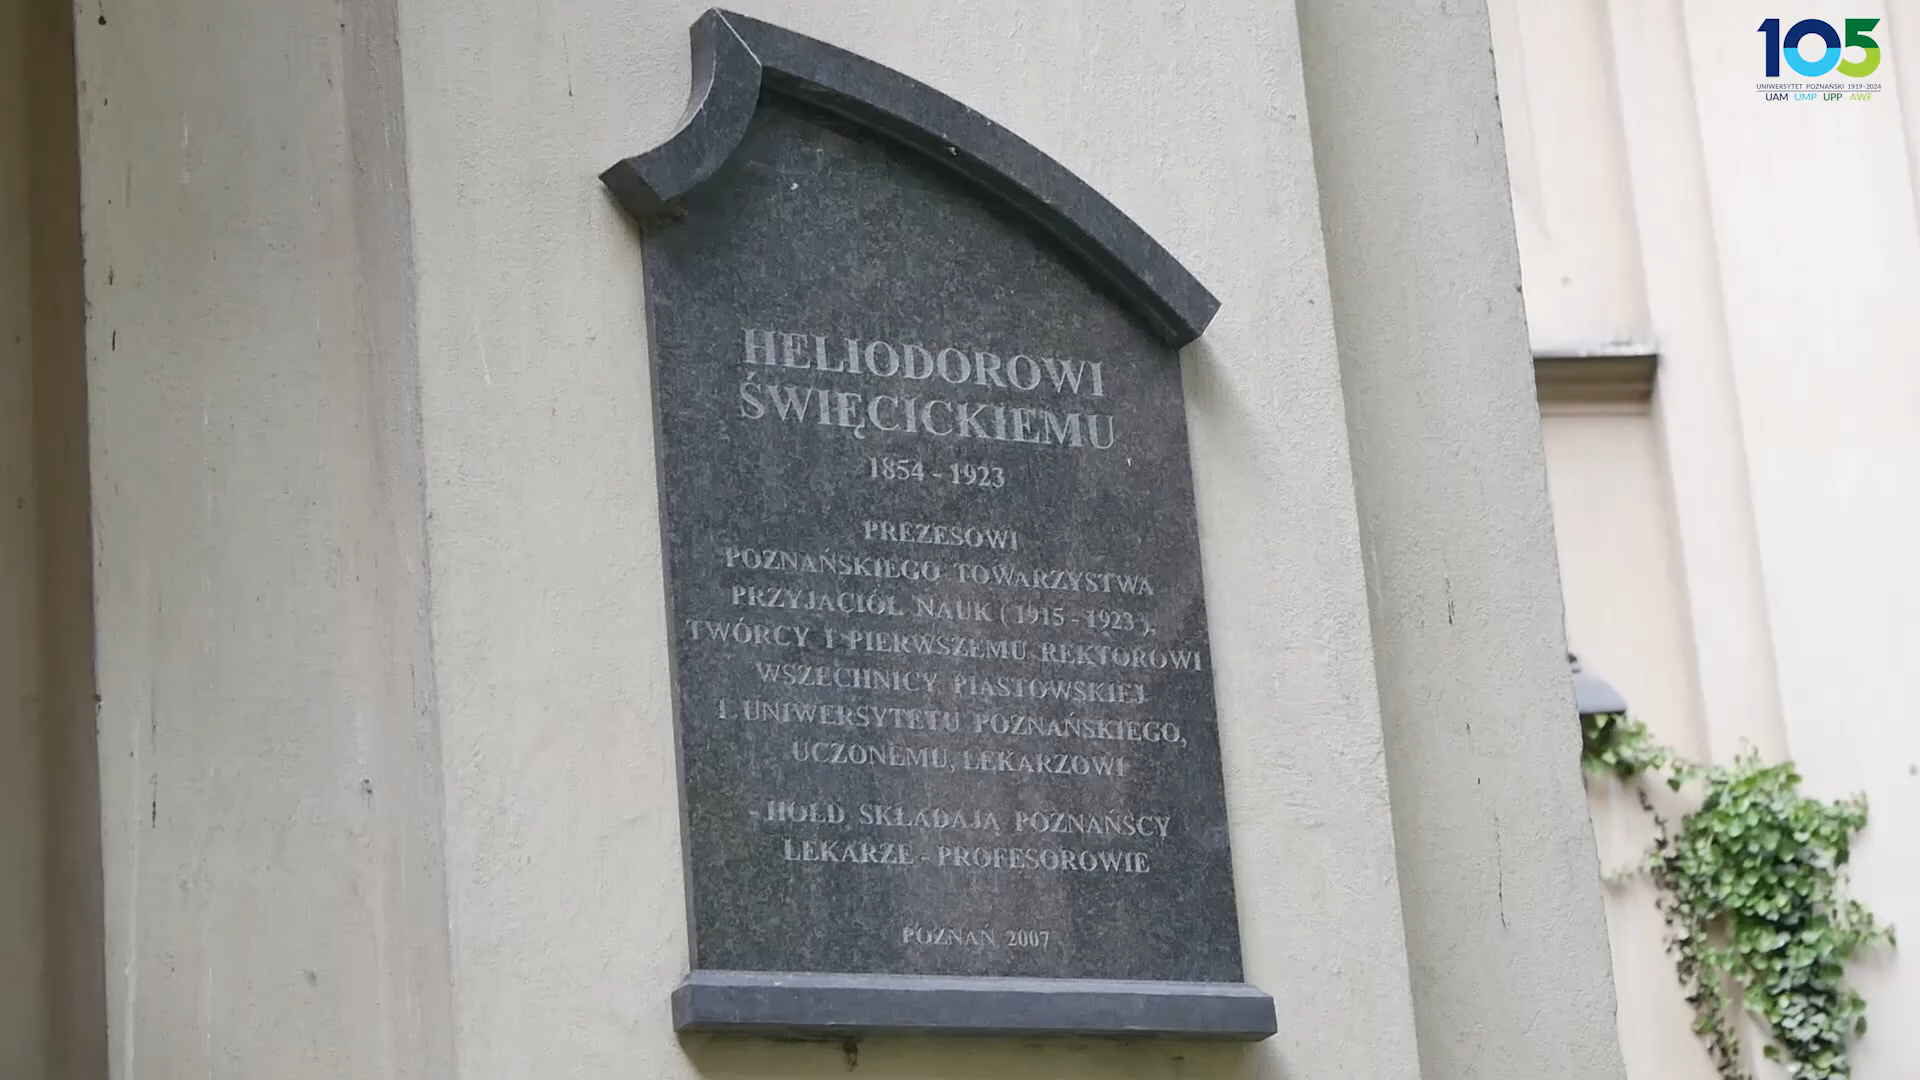 105
UNIWERSYTET POZNAŃSKI 1919-2024
UAM UMP UPP AWF
HELIODOROWI
ŚWIĘCICKIEMU
1854 - 1923
PREZESOWI
POZNAŃSKIEGO TOWARZYSTWA
PRZYJACIÓŁ NAUK ( 1915 - 1923 ),
TWÓRCY I PIERWSZEMU REKTOROWI
WSZECHNICY PIASTOWSKIEJ
I UNIWERSYTETU POZNAŃSKIEGO,
UCZONEMU, LEKARZOWI
- HOŁD SKŁADAJĄ POZNAŃSCY
LEKARZE - PROFESOROWIE
POZNAŃ 2007